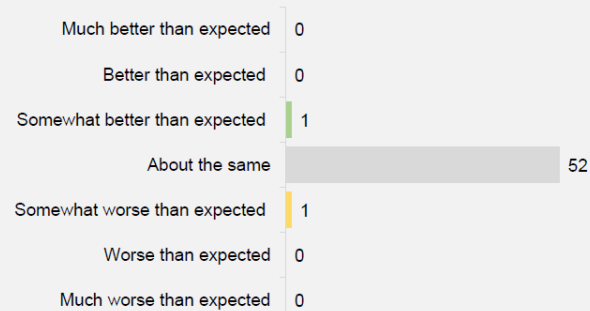 Much better than expected 0
Better than expected 0
Somewhat better than expected 1
About the same 52
Somewhat worse than expected 1
Worse than expected 0
Much worse than expected 0